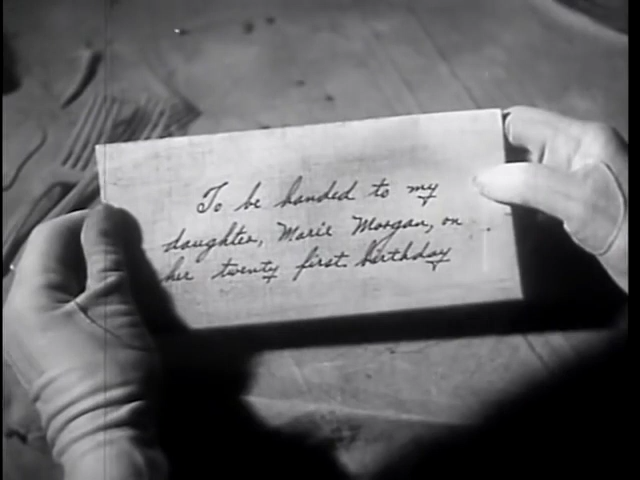 To be handed to my
daughter, Marie Morgan, on
her twenty first birthday